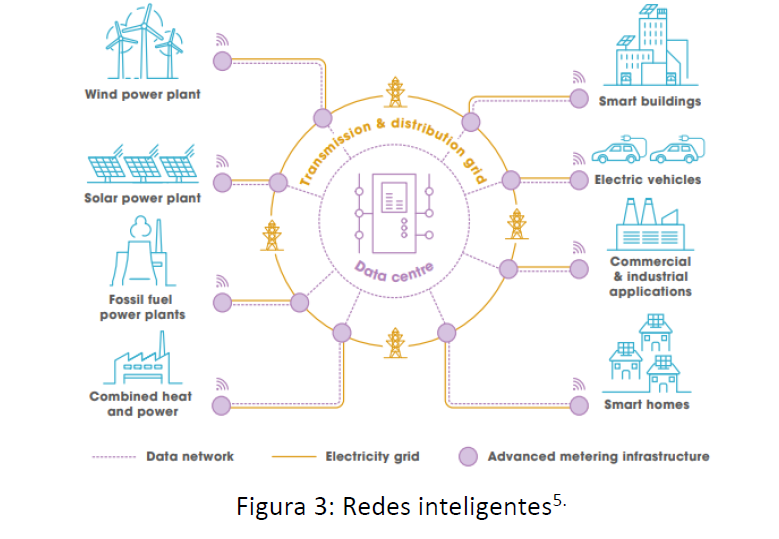 Wind power plant
Solar power plant
Fossil fuel
power plants
Combined heat
and power
Transmission & distribution grid
Data centre
Smart buildings
Electric vehicles
Commercial
& industrial
applications
Smart homes
Data network
Electricity grid
Advanced metering infrastructure
Figura 3: Redes inteligentes⁵.